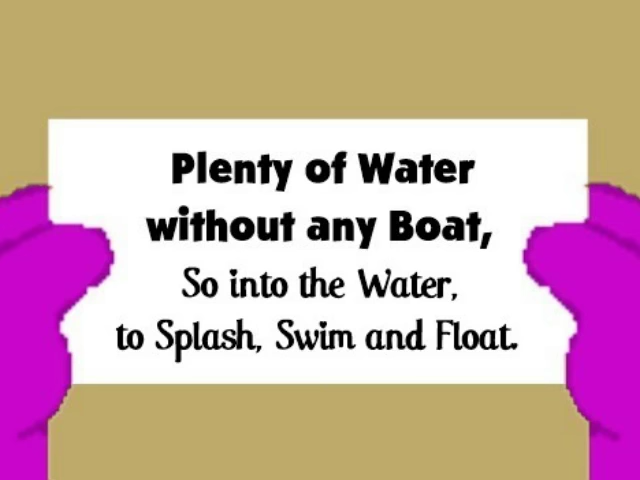 Plenty of Water
without any Boat,
So into the Water,
to Splash, Swim and Float.